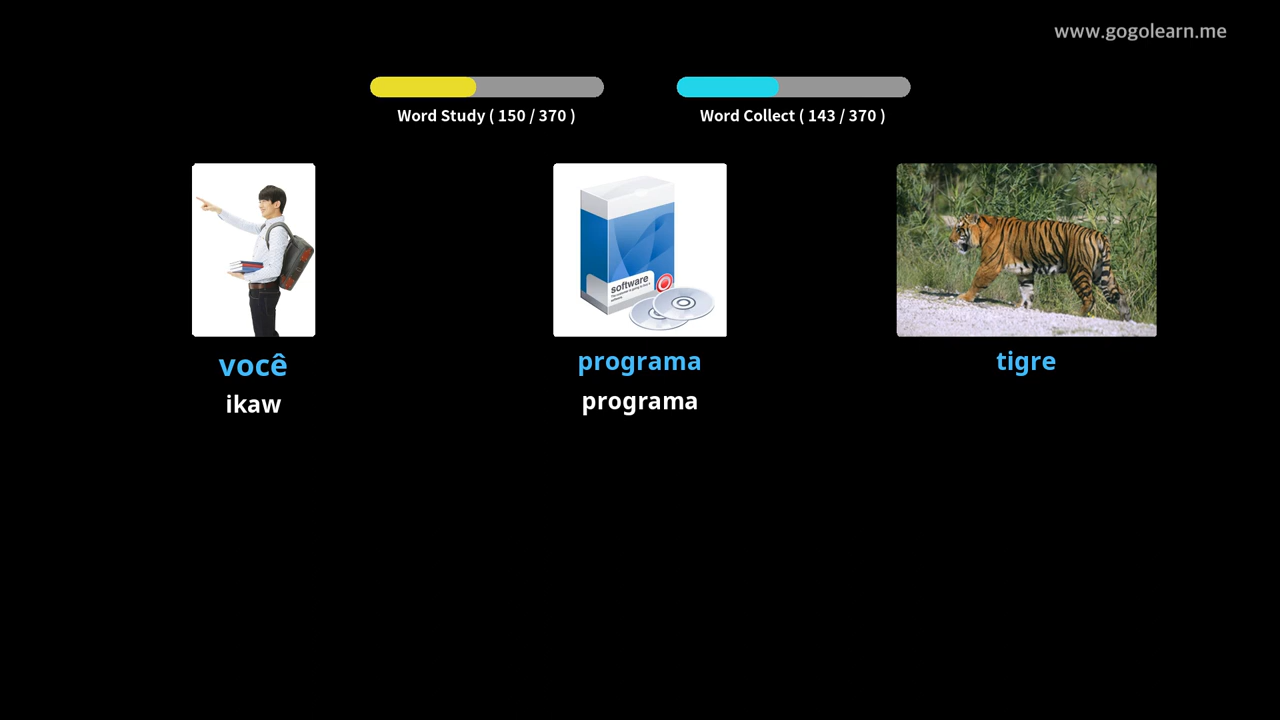 www.gogolearn.me
Word Study ( 150 / 370 )
Word Collect ( 143 / 370 )
software
você
programa
tigre
ikaw
programa